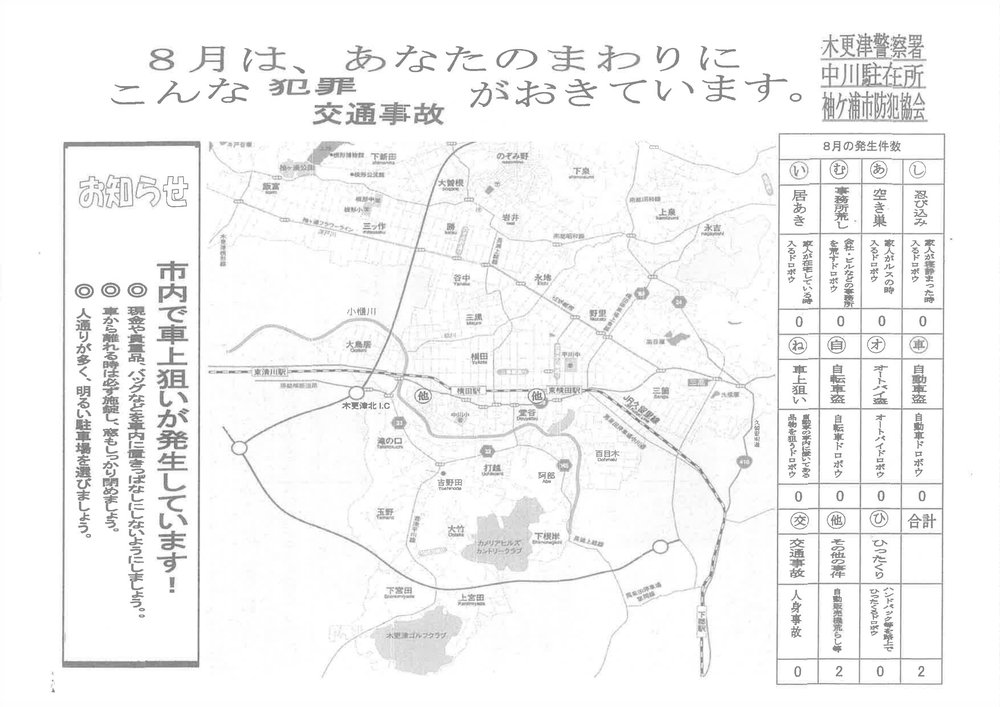 8月は、あなたのまわりに
こんな犯罪
交通事故
がおきています。
木更津警察署
中川駐在所
袖ケ浦市防犯協会
8月の発生件数
し
あ
む
い
忍び込み
空き巣
事務所荒し
居あき
家人が寝静まった時
入るドロボウ
家人がルスの時
入るドロボウ
会社・ビルなどの事務所
を荒すドロボウ
家人が在宅している時
入るドロボウ
0
0
0
0
車
オ
自
ね
自動車盗
オートバイ盗
自転車盗
車上狙い
自動車ドロボウ
オートバイドロボウ
自転車ドロボウ
自動車の車内に置いてある
品物を狙うドロボウ
0
0
0
0
合計
ひ
他
交
ひったくり
その他の事件
交通事故
ハンドバック等を路上で
ひったくるドロボウ
自動販売機荒らし等
人身事故
2
0
2
0
お知らせ
市内で車上狙いが発生しています!
◎ 現金や貴重品、バッグなどを車内に置きっぱなしにしないようにしましょう。
◎ 車から離れる時は必ず施錠し、窓もしっかり閉めましょう。
◎ 人通りが多く、明るい駐車場を選びましょう。
下新田
のぞみ野
下泉
飯富
大曽根
上泉
永吉
岩井
三ツ作
勝
谷中
永地
小櫃川
三黒
野里
大鳥居
横田
平川中
東清川駅
横田駅
東横田駅
三箇
木更津北I.C
他
他
堂谷
JR久留里線
中川小
滝の口
打越
百目木
吉野田
阿部
玉野
大竹
下根岸
カメリアヒルズ
カントリークラブ
下宮田
上宮田
木更津ゴルフクラブ
下郡駅
410